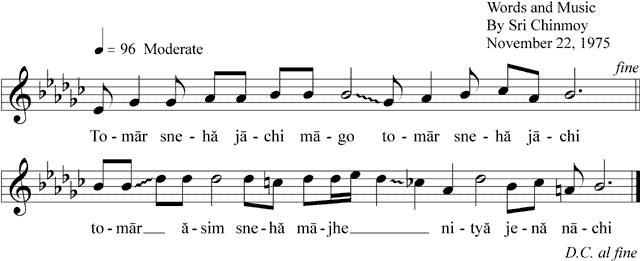 Words and Music
By Sri Chinmoy
November 22, 1975
= 96 Moderate
fine
To - mār sne - hă jā - chi mā - go to - mār sne - hă jā - chi
to - mār ă - sim sne - hă mā - jhe ni - tyă je - nă nā - chi
D.C. al fine